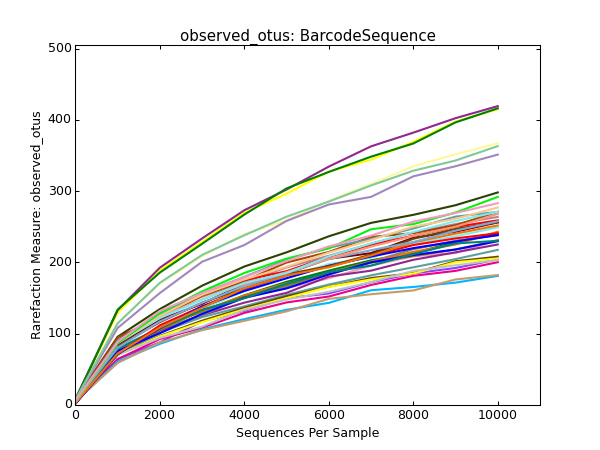 observed_otus: BarcodeSequence
500
400
300
200
100
0
Rarefaction Measure: observed_otus
0 2000 4000 6000 8000 10000
Sequences Per Sample